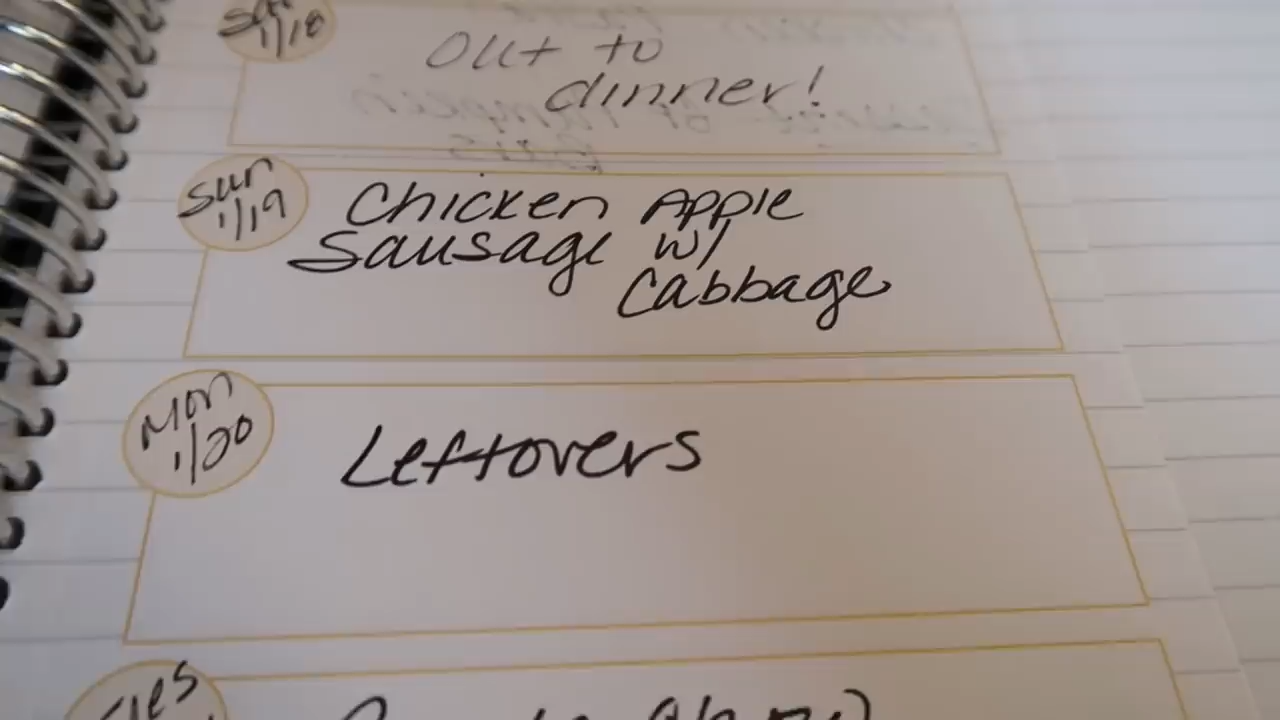 Sat
1/18
Out to
dinner!
Sun
1/19
Chicken Apple
Sausage w/
Cabbage
Mon
1/20
Leftovers